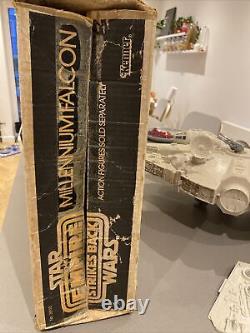 STAR
THE EMPIRE
STRIKES BACK
WARS
MILLENNIUM FALCON
ACTION FIGURES SOLD SEPARATELY
Kenner